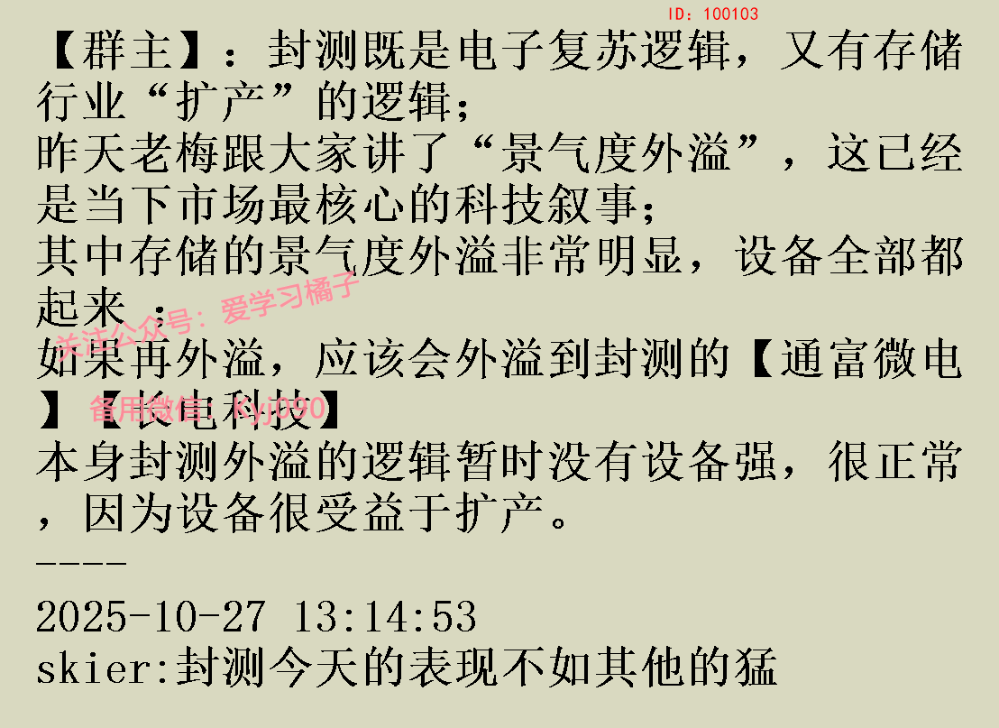 ID: 100103
【群主】：封测既是电子复苏逻辑，又有存储
行业“扩产”的逻辑；
昨天老梅跟大家讲了“景气度外溢”，这已经
是当下市场最核心的科技叙事；
其中存储的景气度外溢非常明显，设备全部都
起来 ；
关注公众号：爱学习橘子
如果再外溢，应该会外溢到封测的【通富微电
】【长电科技】
备用微信：Kyj090
本身封测外溢的逻辑暂时没有设备强，很正常
，因为设备很受益于扩产。
----
2025-10-27 13:14:53
skier:封测今天的表现不如其他的猛